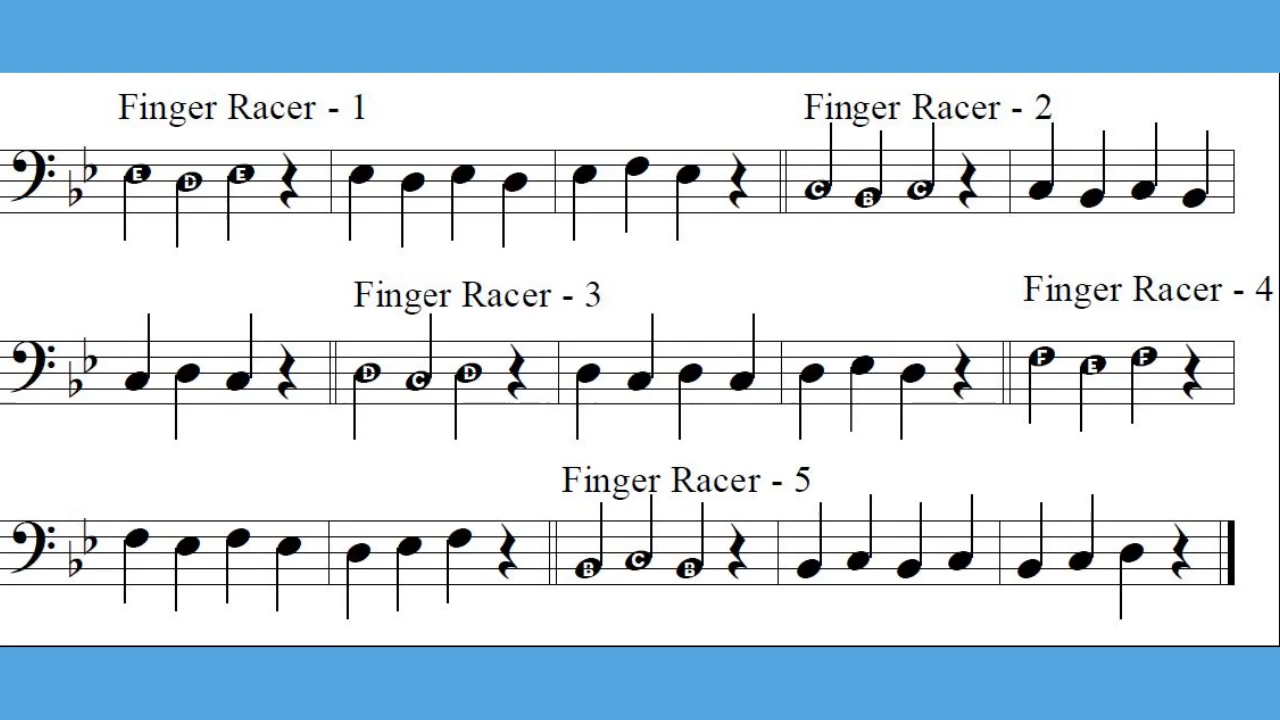 Finger Racer - 1 Finger Racer - 2
E D E C B C
Finger Racer - 3 Finger Racer - 4
D C D F E F
Finger Racer - 5
B C B